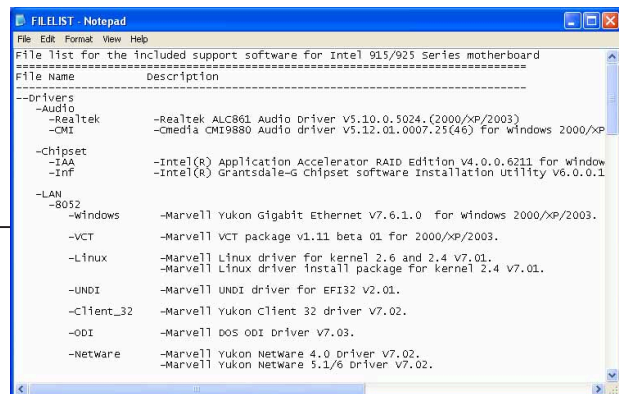 FILELIST - Notepad
File Edit Format View Help
File list for the included support software for Intel 915/925 Series motherboard
================================================================
File Name Description
----------------------------------------------------------------
--Drivers
-Audio
-Realtek -Realtek ALC861 Audio Driver V5.10.0.5024.(2000/XP/2003)
-CMI -Cmedia CMI9880 Audio driver V5.12.01.0007.25(46) for Windows 2000/XP
-Chipset
-IAA -Intel(R) Application Accelerator RAID Edition V4.0.0.6211 for Window
-Inf -Intel(R) Grantsdale-G Chipset software Installation Utility V6.0.0.1
-LAN
-8052
-Windows -Marvell Yukon Gigabit Ethernet V7.6.1.0 for Windows 2000/XP/2003.
-VCT -Marvell VCT package v1.11 beta 01 for 2000/XP/2003.
-Linux -Marvell Linux driver for kernel 2.6 and 2.4 V7.01.
-Marvell Linux driver install package for kernel 2.4 V7.01.
-UNDI -Marvell UNDI driver for EFI32 V2.01.
-Client_32 -Marvell Yukon Client 32 driver V7.02.
-ODI -Marvell DOS ODI Driver V7.03.
-NetWare -Marvell Yukon NetWare 4.0 Driver V7.02.
-Marvell Yukon NetWare 5.1/6 Driver V7.02.